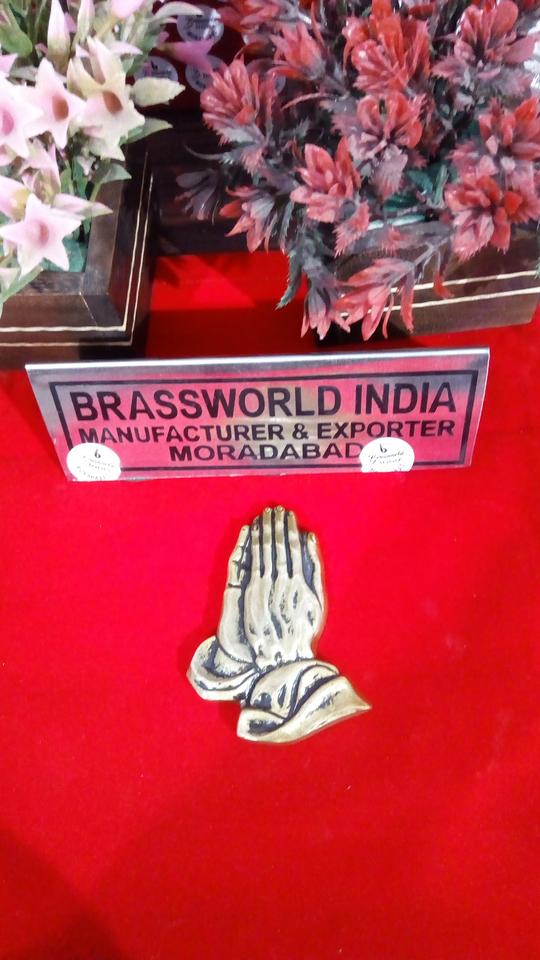 BRASSWORLD INDIA
MANUFACTURER & EXPORTER
MORADABAD